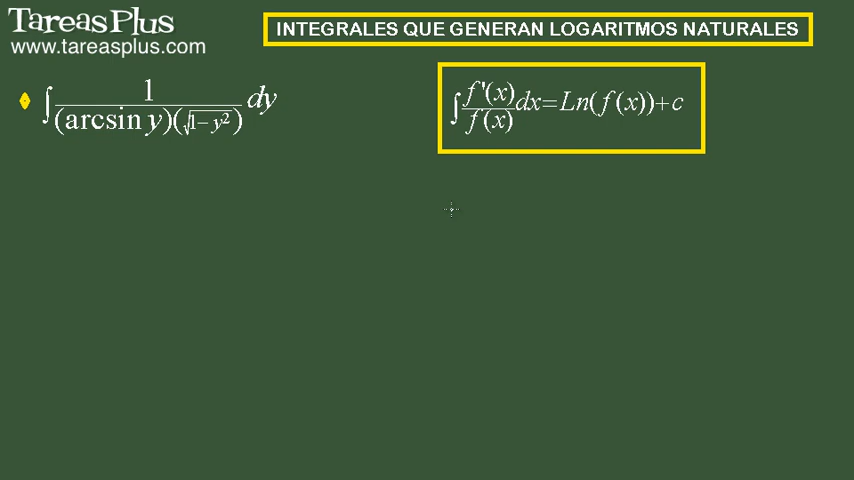 TareasPlus
www.tareasplus.com
INTEGRALES QUE GENERAN LOGARITMOS NATURALES
∫ 1/((arcsin y)(√(1−y²))) dy
∫ f'(x)/f(x) dx=Ln(f(x))+c